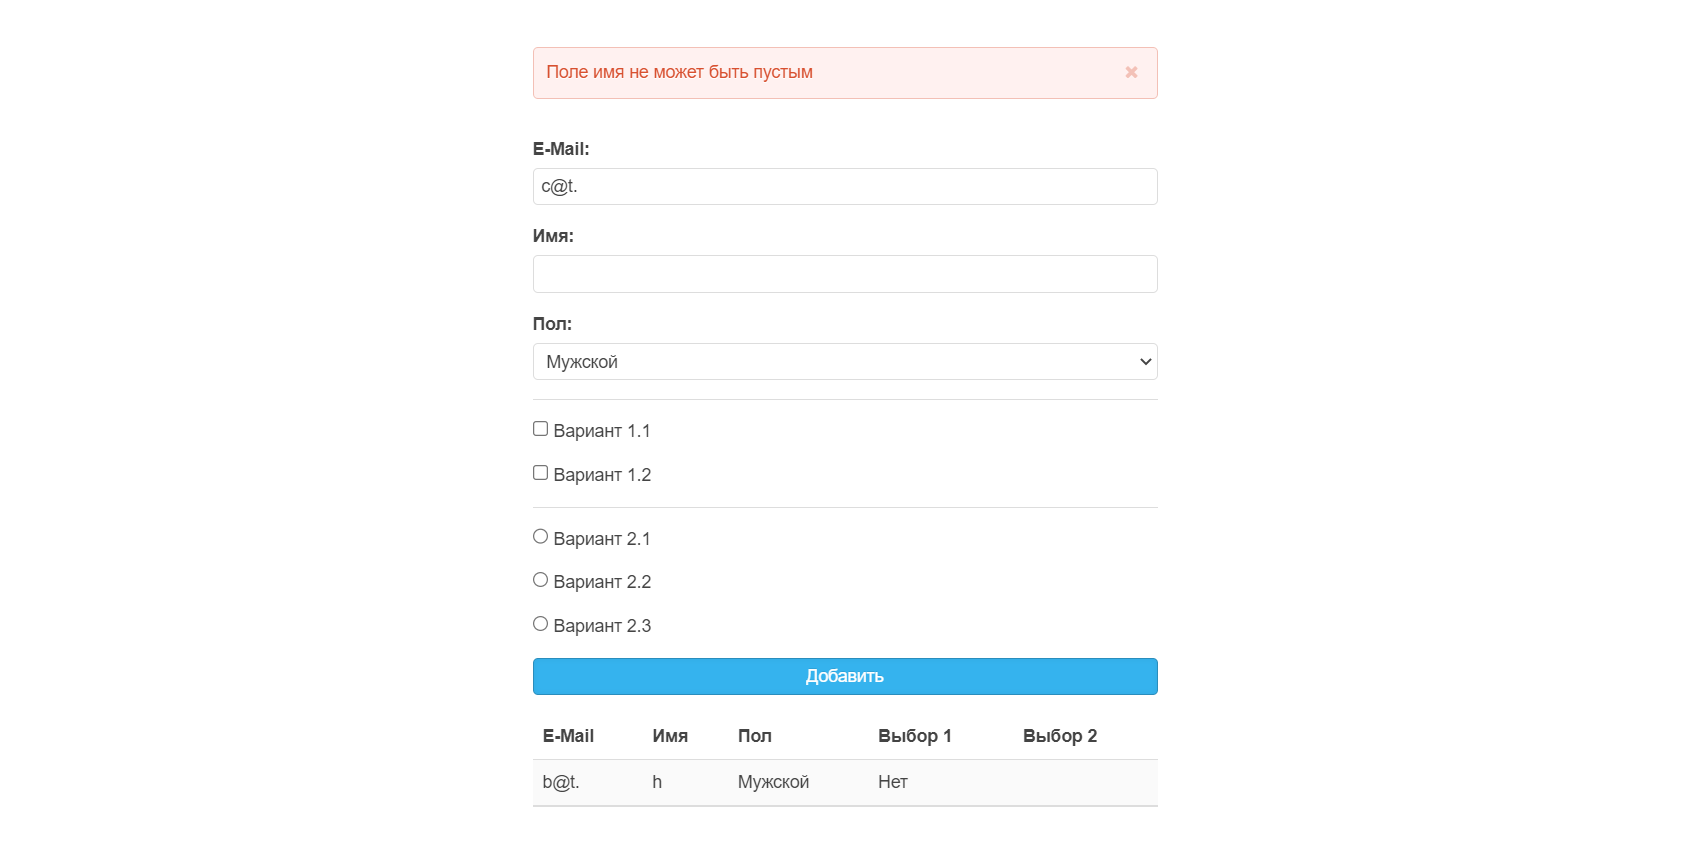 Поле имя не может быть пустым
E-Mail:
c@t.
Имя:
Пол:
Мужской
Вариант 1.1
Вариант 1.2
Вариант 2.1
Вариант 2.2
Вариант 2.3
Добавить
E-Mail Имя Пол Выбор 1 Выбор 2
b@t. h Мужской Нет